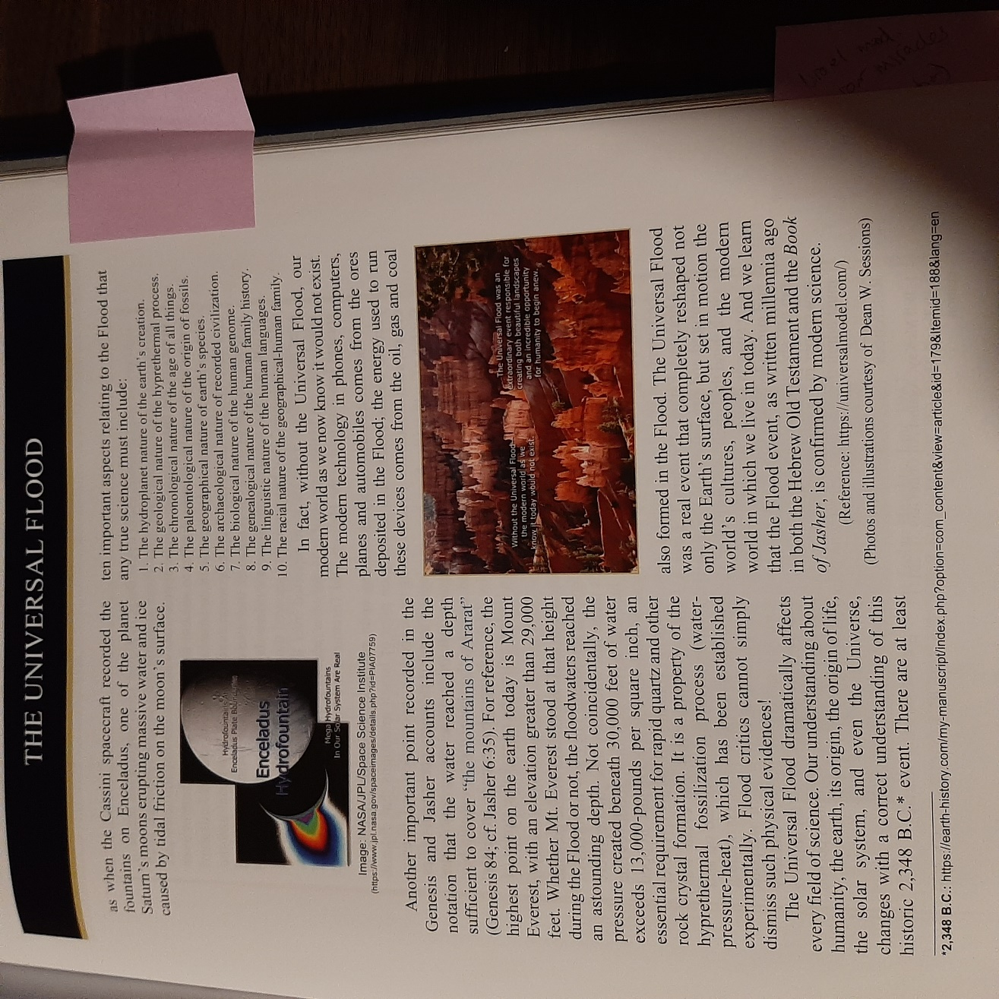 THE UNIVERSAL FLOOD
as when the Cassini spacecraft recorded the
fountains on Enceladus, one of the planet
Saturn's moons erupting massive water and ice
caused by tidal friction on the moon's surface.
Hydrofountains At
Enceladus Plate Boundaries
Enceladus
Hydrofountain
Mega Hydrofountains
In Our Solar System Are Real
Image: NASA/JPL/Space Science Institute
(https://www.jpl.nasa.gov/spaceimages/details.php?id=PIA07759)
Another important point recorded in the
Genesis and Jasher accounts include the
notation that the water reached a depth
sufficient to cover "the mountains of Ararat"
(Genesis 84; cf. Jasher 6:35). For reference, the
highest point on the earth today is Mount
Everest, with an elevation greater than 29,000
feet. Whether Mt. Everest stood at that height
during the Flood or not, the floodwaters reached
an astounding depth. Not coincidentally, the
pressure created beneath 30,000 feet of water
exceeds 13,000-pounds per square inch, an
essential requirement for rapid quartz and other
rock crystal formation. It is a property of the
hyprethermal fossilization process (water-
pressure-heat), which has been established
experimentally. Flood critics cannot simply
dismiss such physical evidences!
The Universal Flood dramatically affects
every field of science. Our understanding about
humanity, the earth, its origin, the origin of life,
the solar system, and even the Universe,
changes with a correct understanding of this
historic 2,348 B.C.* event. There are at least
ten important aspects relating to the Flood that
any true science must include:
1. The hydroplanet nature of the earth's creation.
2. The geological nature of the hyprethermal process.
3. The chronological nature of the age of all things.
4. The paleontological nature of the origin of fossils.
5. The geographical nature of earth's species.
6. The archaeological nature of recorded civilization.
7. The biological nature of the human genome.
8. The genealogical nature of the human family history.
9. The linguistic nature of the human languages.
10. The racial nature of the geographical-human family.
In fact, without the Universal Flood, our
modern world as we now know it would not exist.
The modern technology in phones, computers,
planes and automobiles comes from the ores
deposited in the Flood; the energy used to run
these devices comes from the oil, gas and coal
Without the Universal Flood
the modern world as we
know it today would not exist.
The Universal Flood was an
extraordinary event responsible for
creating both beautiful landscapes
and an incredible opportunity
for humanity to begin anew.
also formed in the Flood. The Universal Flood
was a real event that completely reshaped not
only the Earth's surface, but set in motion the
world's cultures, peoples, and the modern
world in which we live in today. And we learn
that the Flood event, as written millennia ago
in both the Hebrew Old Testament and the Book
of Jasher, is confirmed by modern science.
(Reference: https://universalmodel.com/)
(Photos and illustrations courtesy of Dean W. Sessions)
*2,348 B.C.: https://earth-history.com/my-manuscript/index.php?option=com_content&view=article&id=179&Itemid=188&lang=en